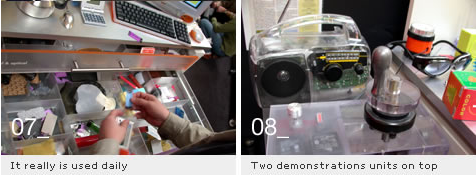 07_
08_
It really is used daily
Two demonstrations units on top